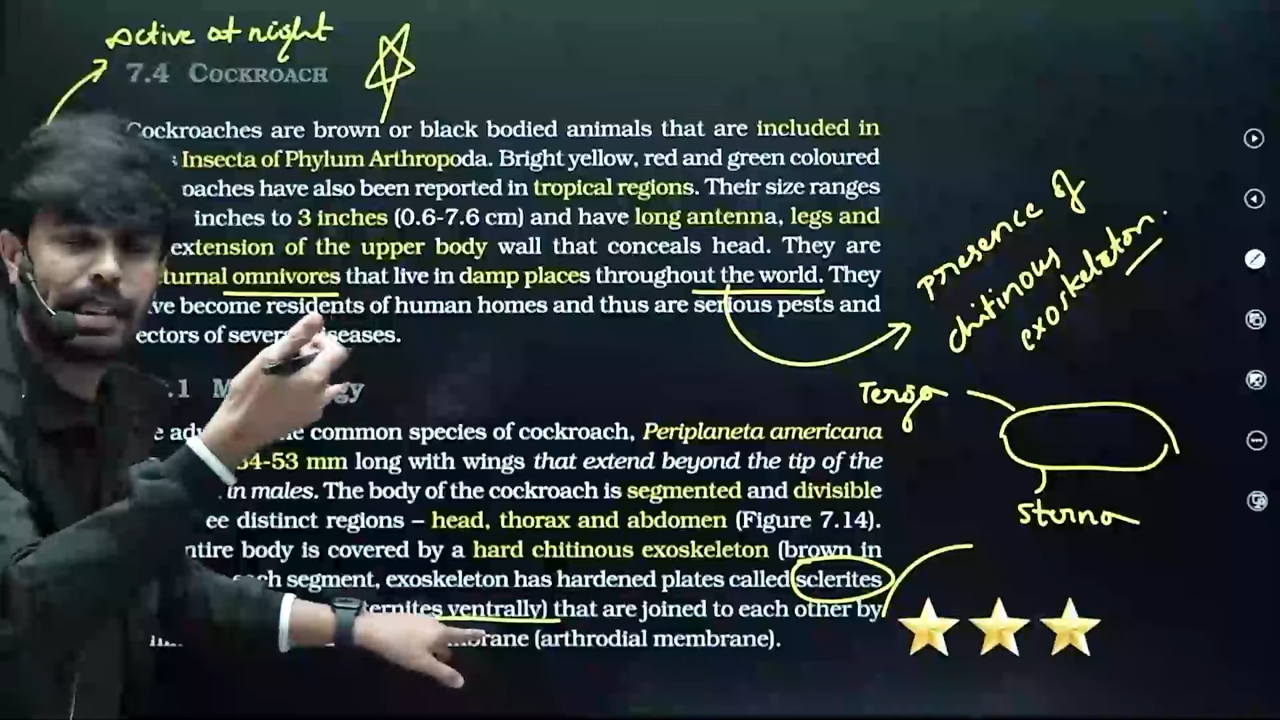 Active at night
7.4 COCKROACH
Cockroaches are brown or black bodied animals that are included in
Insecta of Phylum Arthropoda. Bright yellow, red and green coloured
oaches have also been reported in tropical regions. Their size ranges
inches to 3 inches (0.6-7.6 cm) and have long antenna, legs and
extension of the upper body wall that conceals head. They are
turnal omnivores that live in damp places throughout the world. They
ve become residents of human homes and thus are serious pests and
ectors of several diseases.
presence of
chitinous
exoskeleton.
.1
common species of cockroach, Periplaneta americana
34-53 mm long with wings that extend beyond the tip of the
in males. The body of the cockroach is segmented and divisible
ee distinct regions – head, thorax and abdomen (Figure 7.14).
ntire body is covered by a hard chitinous exoskeleton (brown in
ch segment, exoskeleton has hardened plates called sclerites
ternites ventrally) that are joined to each other by
brane (arthrodial membrane).
Terga
sterna